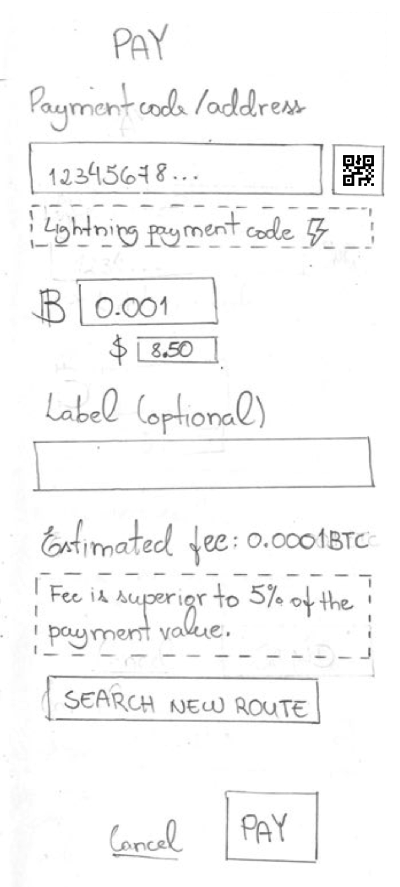 PAY
Payment code/address
12345678...
Lightning payment code
₿ 0.001
$ 8.50
Label (optional)
Estimated fee: 0.0001BTC
Fee is superior to 5% of the
payment value.
SEARCH NEW ROUTE
Cancel PAY